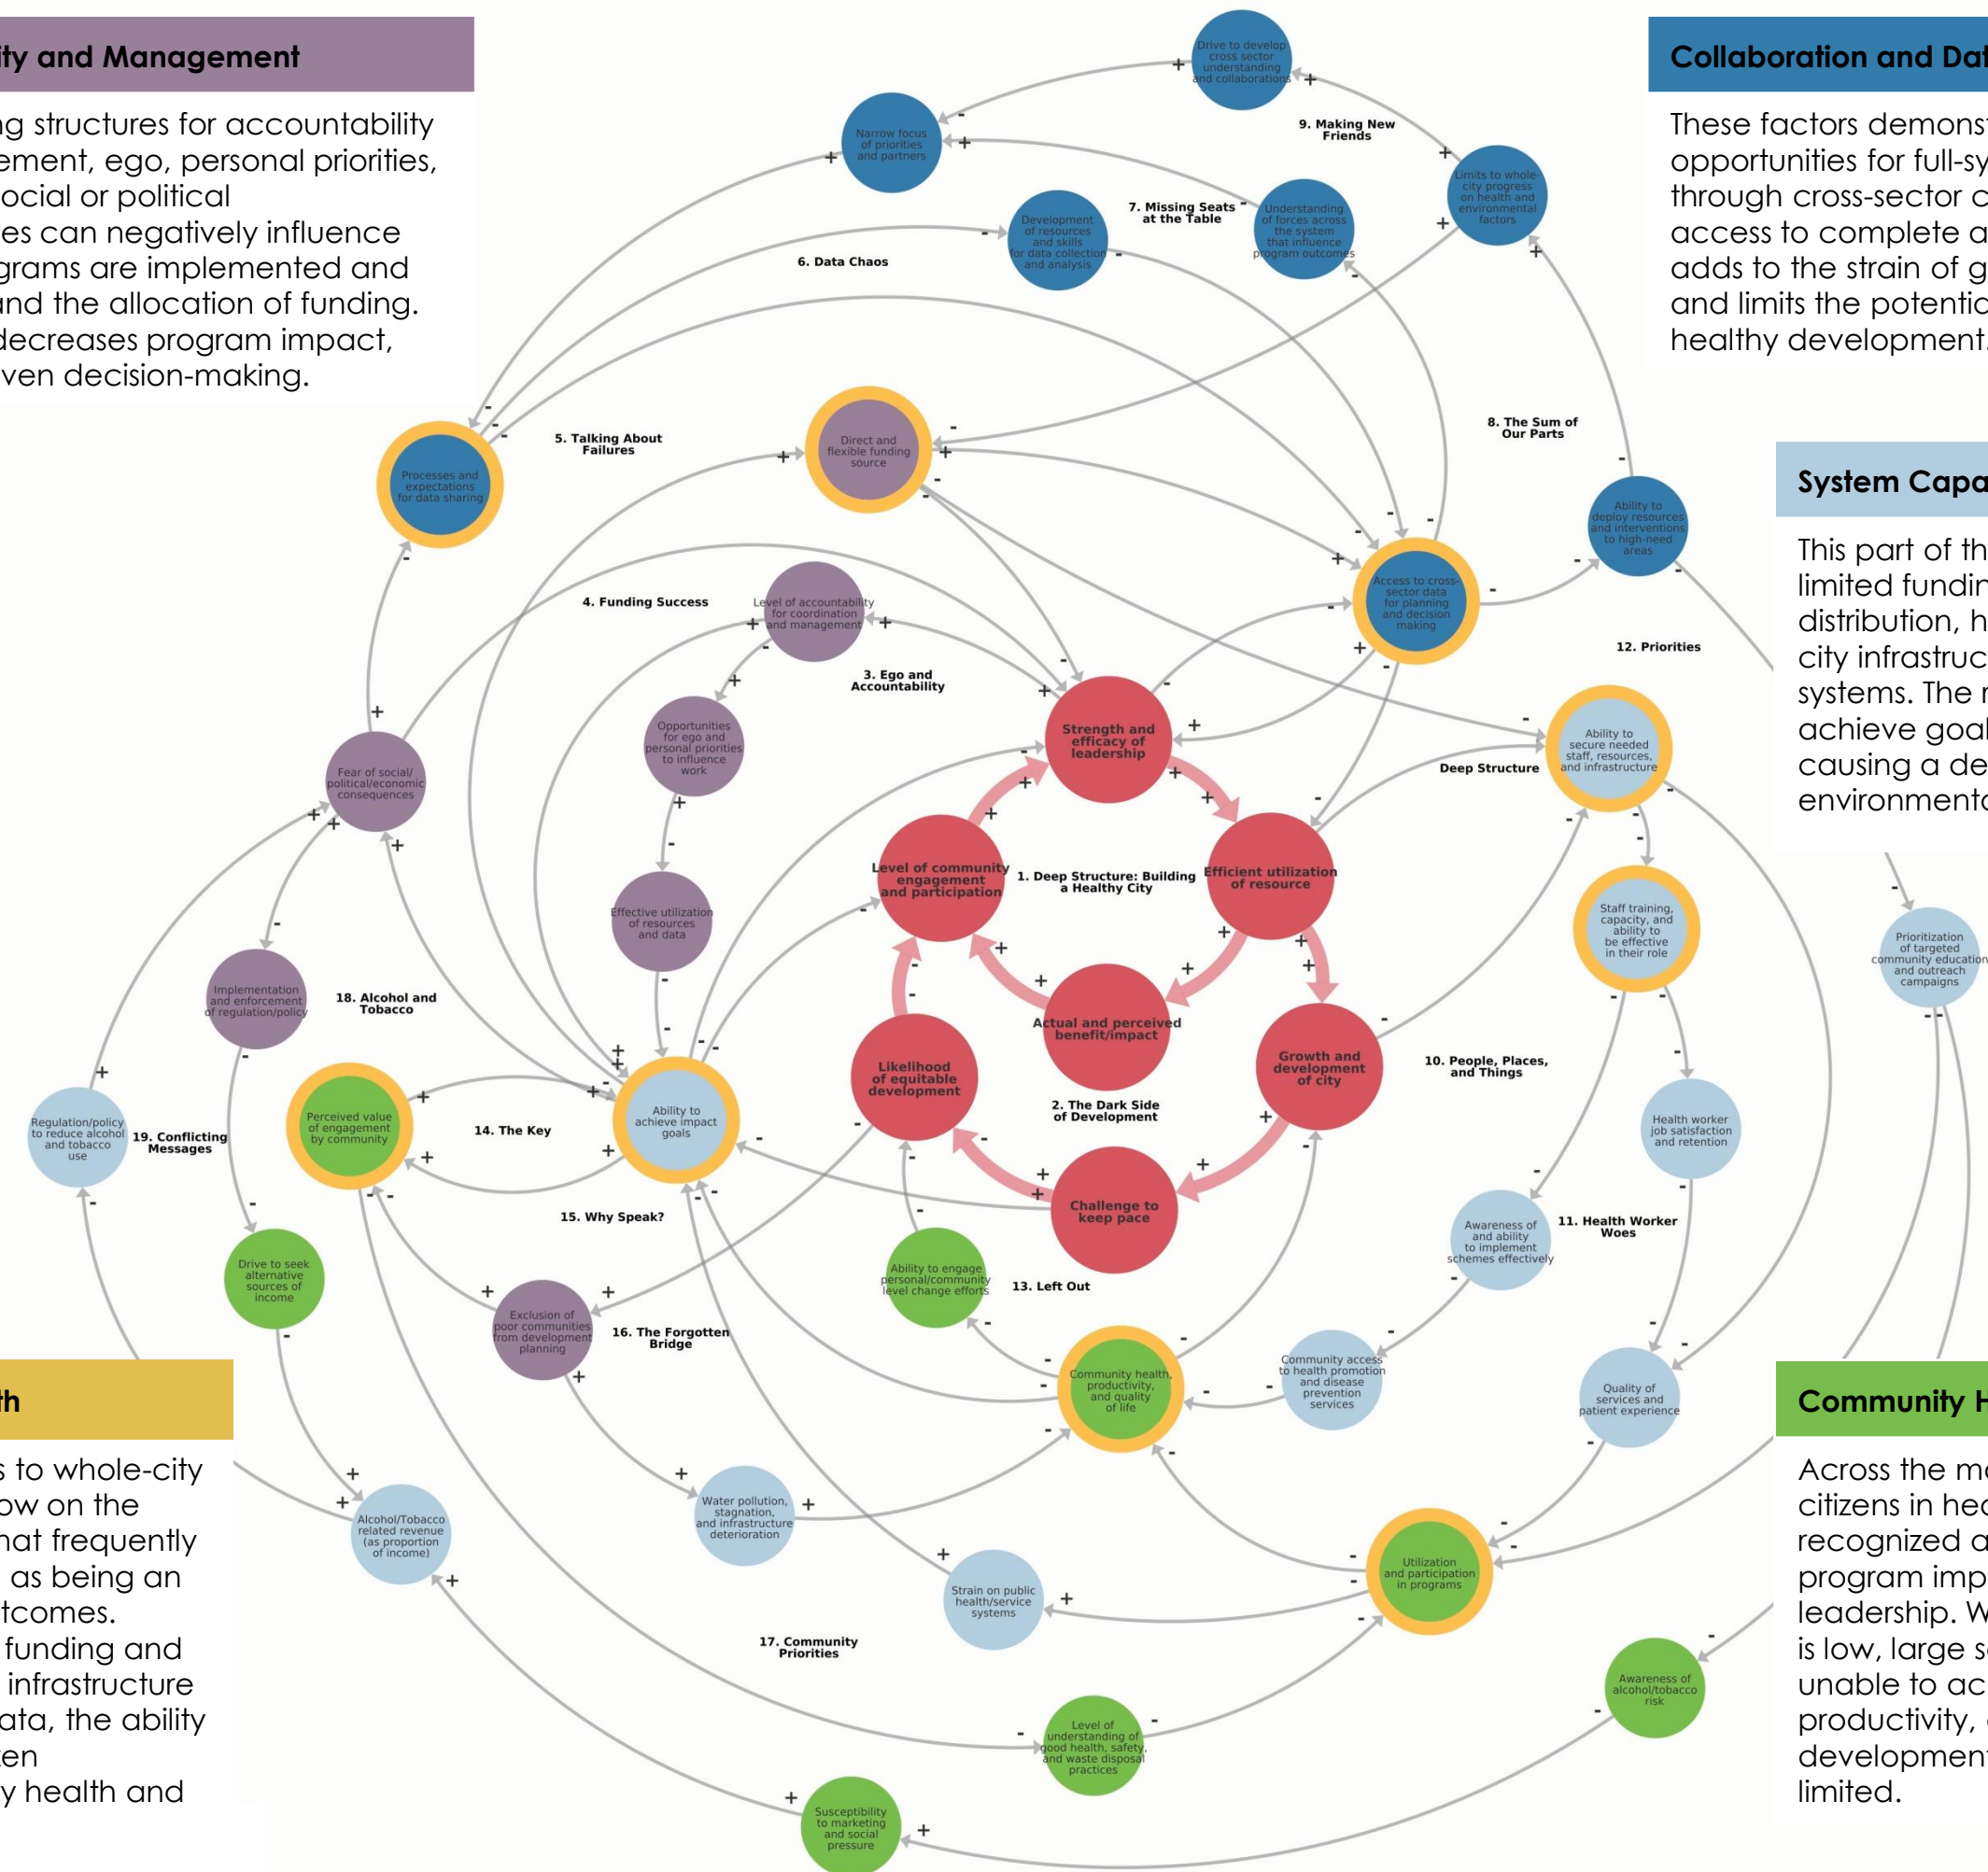 ity and Management
ng structures for accountability
ement, ego, personal priorities,
ocial or political
es can negatively influence
grams are implemented and
and the allocation of funding.
decreases program impact,
ven decision-making.
Collaboration and Dat
These factors demonst
opportunities for full-sy
through cross-sector c
access to complete a
adds to the strain of g
and limits the potentia
healthy development.
System Capa
This part of th
limited fundin
distribution, h
city infrastruc
systems. The r
achieve goal
causing a de
environmenta
th
s to whole-city
ow on the
hat frequently
as being an
tcomes.
funding and
infrastructure
ata, the ability
zen
y health and
Community H
Across the ma
citizens in hea
recognized a
program imp
leadership. W
is low, large s
unable to ac
productivity,
development
limited.
Drive to develop
cross sector
understanding
and collaborations
Narrow focus
of priorities
and partners
9. Making New
Friends
Limits to whole-
city progress
on health and
environmental
factors
Development
of resources
and skills
for data collection
and analysis
7. Missing Seats
at the Table
Understanding
of forces across
the system
that influence
program outcomes
6. Data Chaos
5. Talking About
Failures
Direct and
flexible funding
source
8. The Sum of
Our Parts
Processes and
expectations
for data sharing
Ability to
deploy resources
and interventions
to high-need
areas
4. Funding Success
Level of accountability
for coordination
and management
Access to cross-
sector data
for planning
and decision
making
12. Priorities
3. Ego and
Accountability
Opportunities
for ego and
personal priorities
to influence
work
Strength and
efficacy of
leadership
Ability to
secure needed
staff, resources,
and infrastructure
Deep Structure
Fear of social/
political/economic
consequences
Level of community
engagement
and participation
1. Deep Structure: Building
a Healthy City
Efficient utilization
of resource
Effective utilization
of resources
and data
Staff training,
capacity, and
ability to
be effective
in their role
Prioritization
of targeted
community education
and outreach
campaigns
Implementation
and enforcement
of regulation/policy
18. Alcohol and
Tobacco
Actual and perceived
benefit/impact
Likelihood
of equitable
development
Growth and
development
of city
10. People, Places,
and Things
Regulation/policy
to reduce alcohol
and tobacco
use
19. Conflicting
Messages
Perceived value
of engagement
by community
14. The Key
Ability to
achieve impact
goals
2. The Dark Side
of Development
Health worker
job satisfaction
and retention
Challenge to
keep pace
15. Why Speak?
Awareness of
and ability
to implement
schemes effectively
11. Health Worker
Woes
Drive to seek
alternative
sources of
income
Ability to engage
personal/community
level change efforts
13. Left Out
Exclusion of
poor communities
from development
planning
16. The Forgotten
Bridge
Community health,
productivity,
and quality
of life
Community access
to health promotion
and disease
prevention
services
Quality of
services and
patient experience
Alcohol/Tobacco
related revenue
(as proportion
of income)
Water pollution,
stagnation,
and infrastructure
deterioration
Strain on public
health/service
systems
Utilization
and participation
in programs
17. Community
Priorities
Level of
understanding of
good health, safety,
and waste disposal
practices
Awareness of
alcohol/tobacco
risk
Susceptibility
to marketing
and social
pressure